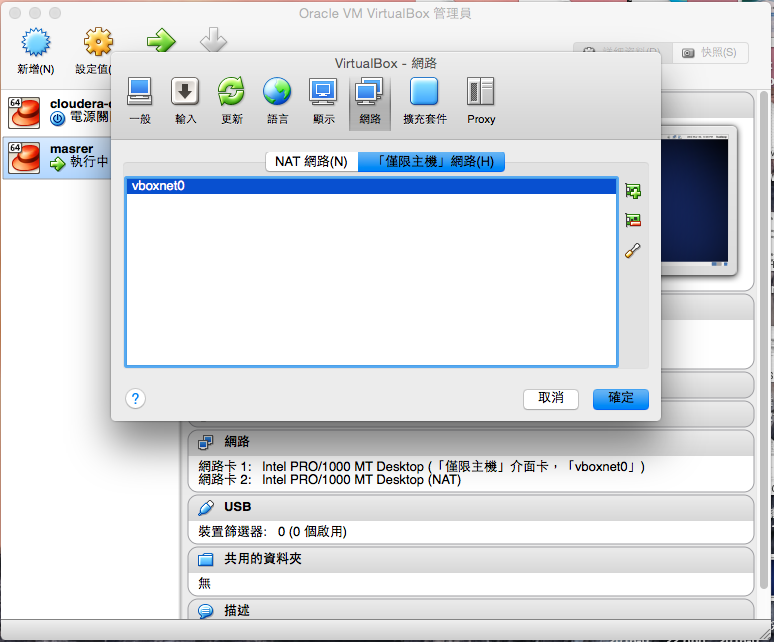 Oracle VM VirtualBox 管理員
新增(N)
設定值(
快照(S)
VirtualBox - 網路
一般
輸入
更新
語言
顯示
網路
擴充套件
Proxy
64
cloudera-
電源關
64
masrer
執行中
NAT 網路(N)
「僅限主機」網路(H)
vboxnet0
?
取消
確定
網路
網路卡 1: Intel PRO/1000 MT Desktop (「僅限主機」介面卡，「vboxnet0」)
網路卡 2: Intel PRO/1000 MT Desktop (NAT)
USB
裝置篩選器: 0 (0 個啟用)
共用的資料夾
無
描述